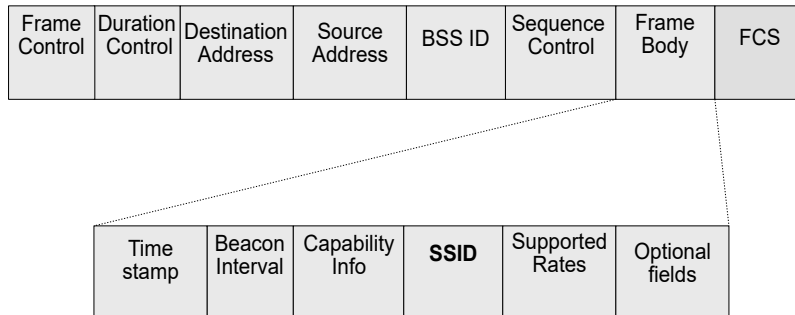 Frame
Control
Duration
Control
Destination
Address
Source
Address
BSS ID
Sequence
Control
Frame
Body
FCS
Time
stamp
Beacon
Interval
Capability
Info
SSID
Supported
Rates
Optional
fields